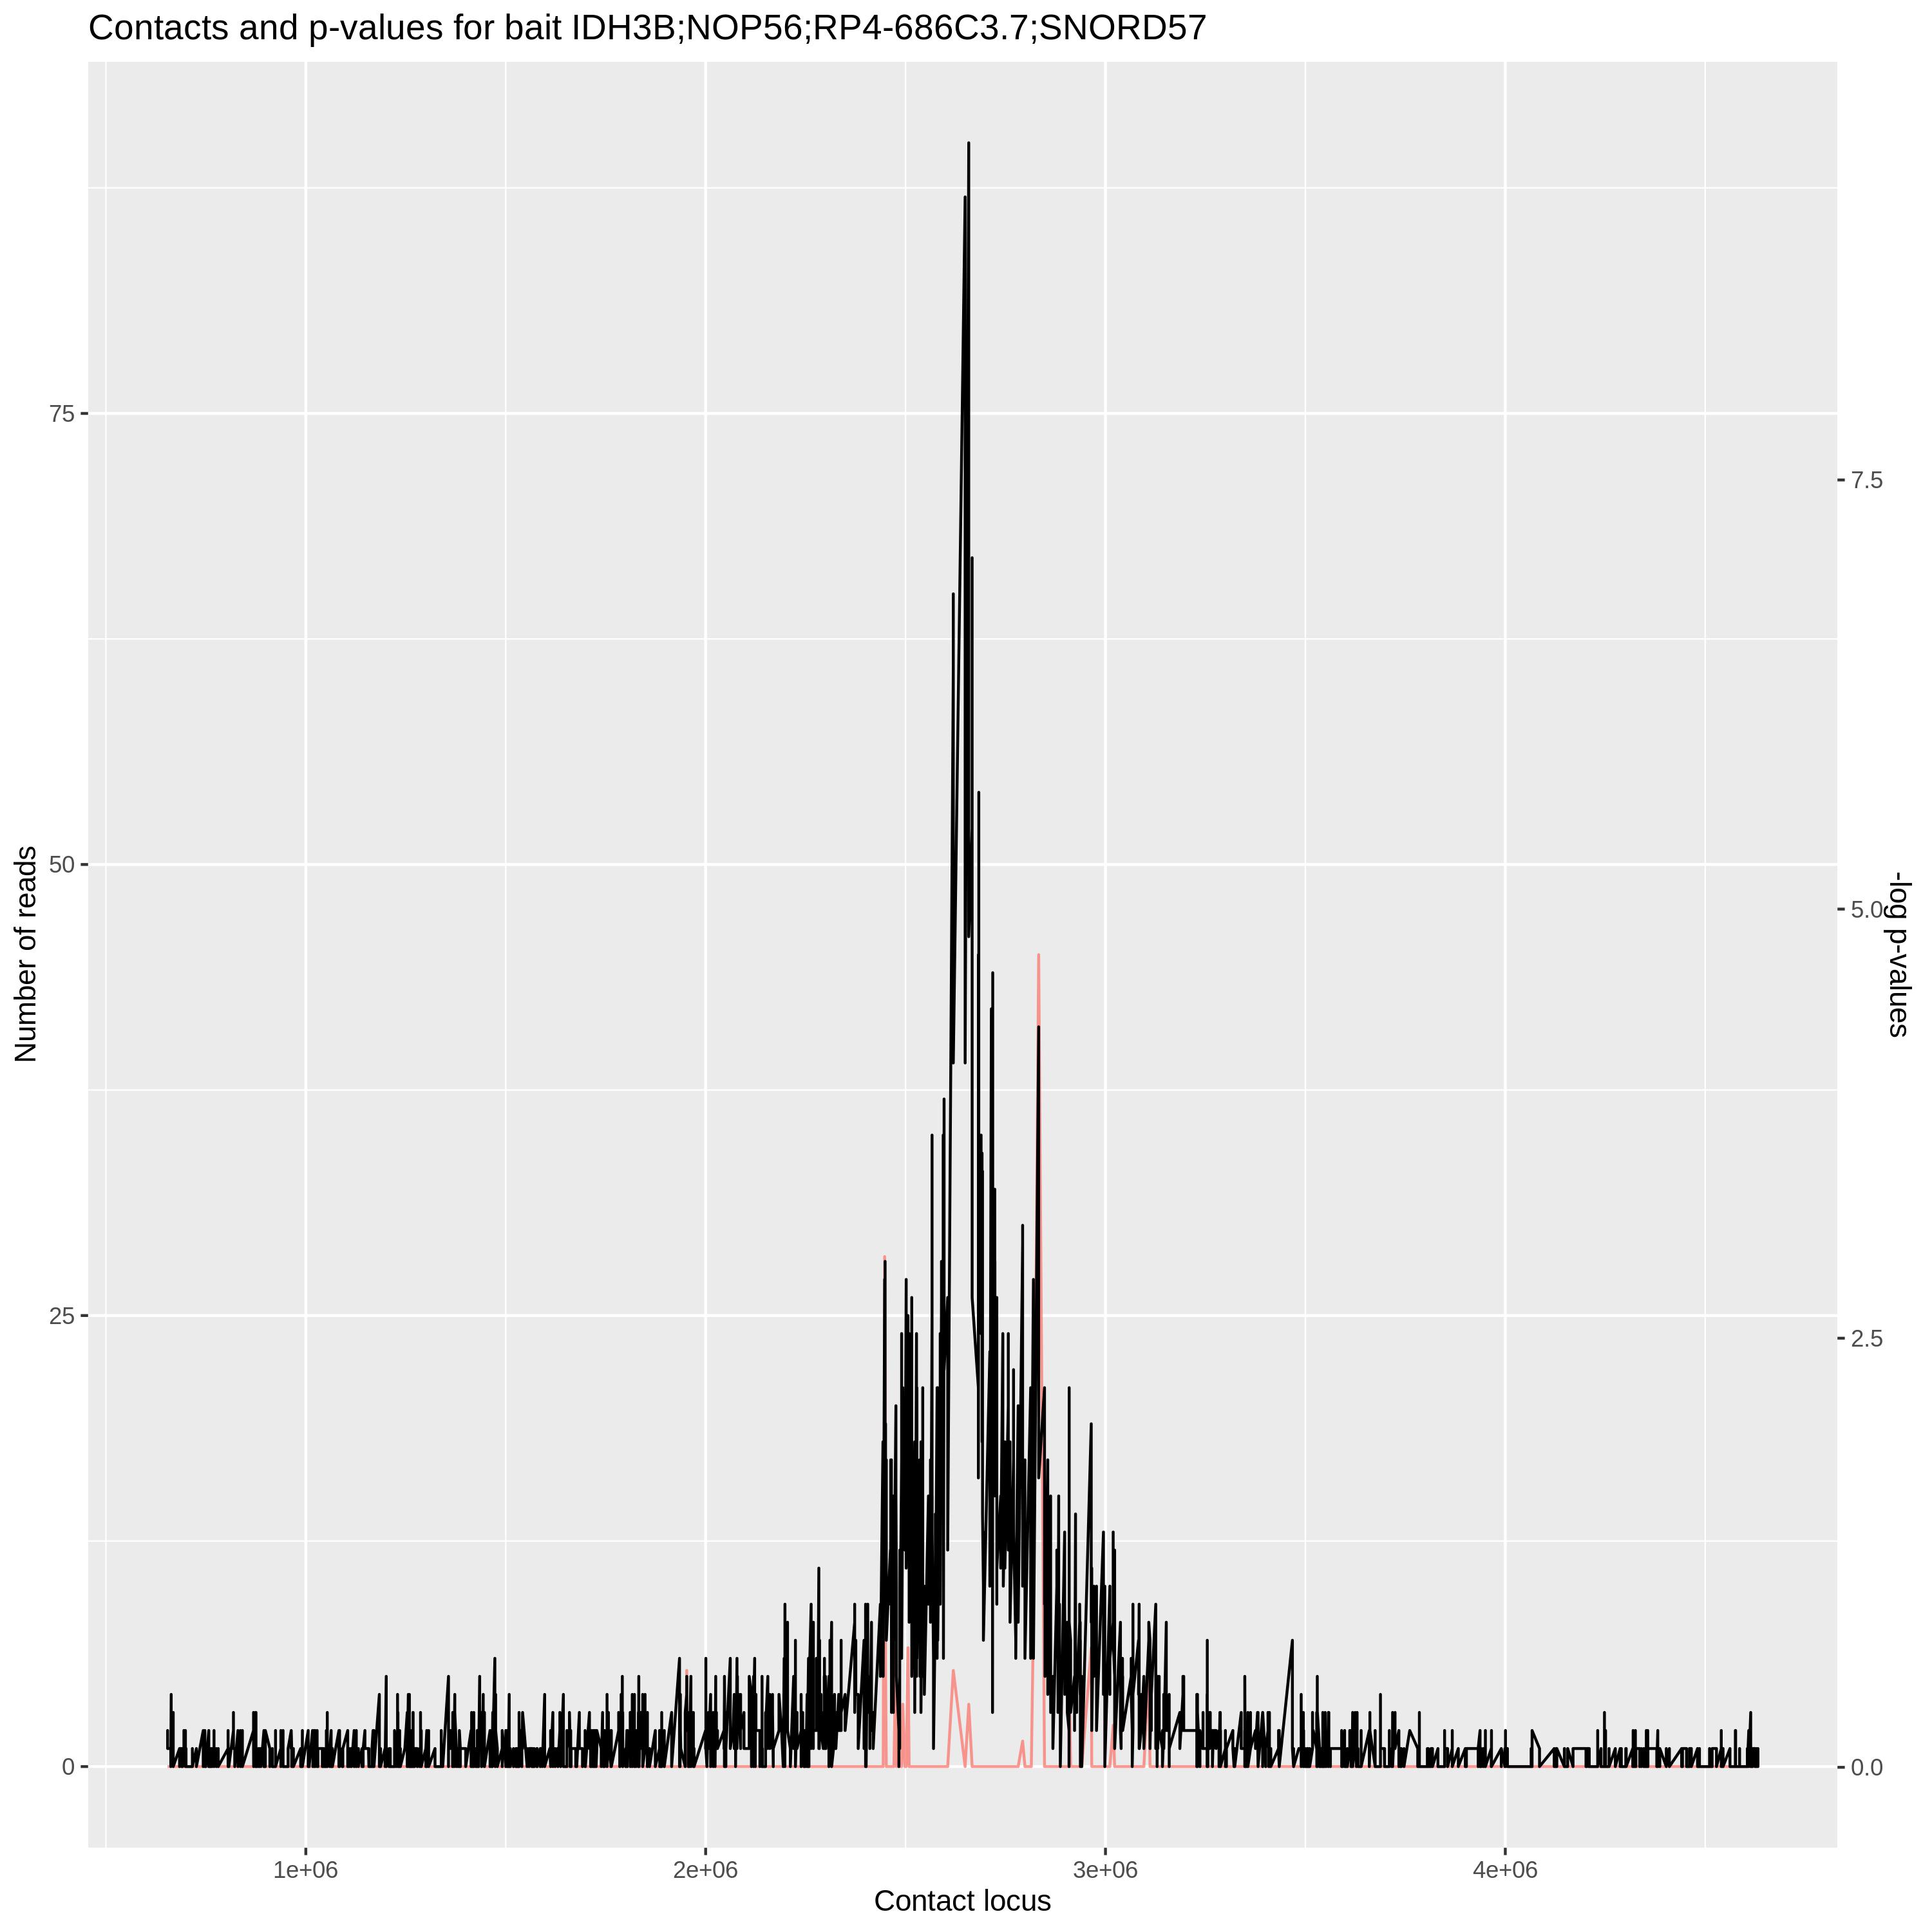 Contacts and p-values for bait IDH3B;NOP56;RP4-686C3.7;SNORD57
75
50
25
0
Number of reads
7.5
5.0
2.5
0.0
-log p-values
1e+06
2e+06
3e+06
4e+06
Contact locus